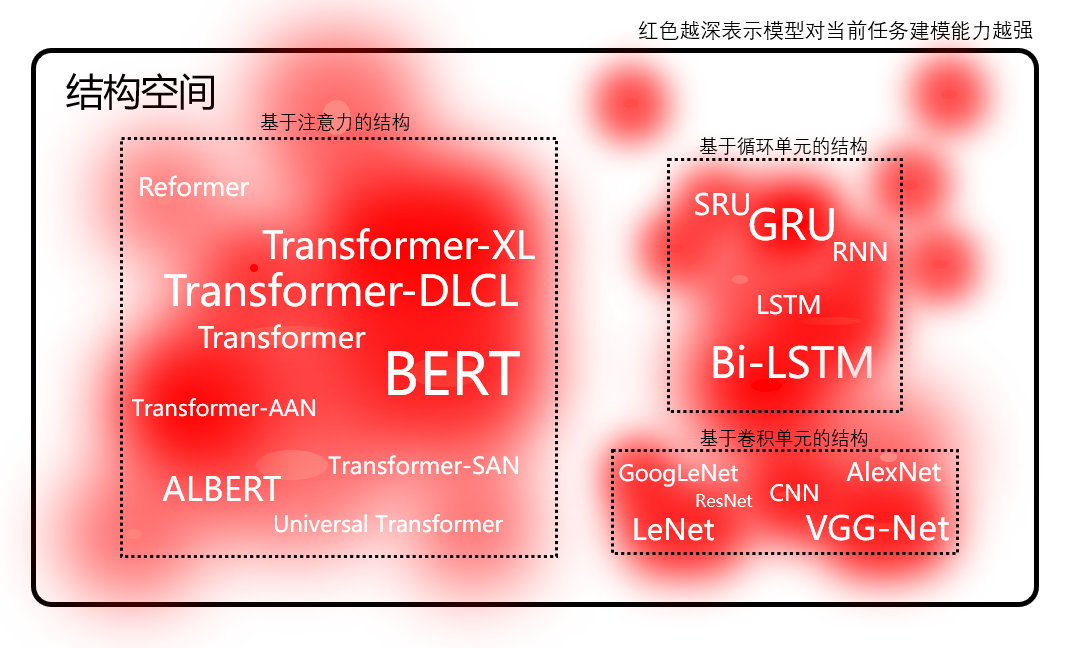 红色越深表示模型对当前任务建模能力越强
结构空间
基于注意力的结构
Reformer
Transformer-XL
Transformer-DLCL
Transformer
BERT
Transformer-AAN
Transformer-SAN
ALBERT
Universal Transformer
基于循环单元的结构
SRU
GRU
RNN
LSTM
Bi-LSTM
基于卷积单元的结构
GoogLeNet
AlexNet
ResNet
CNN
LeNet
VGG-Net